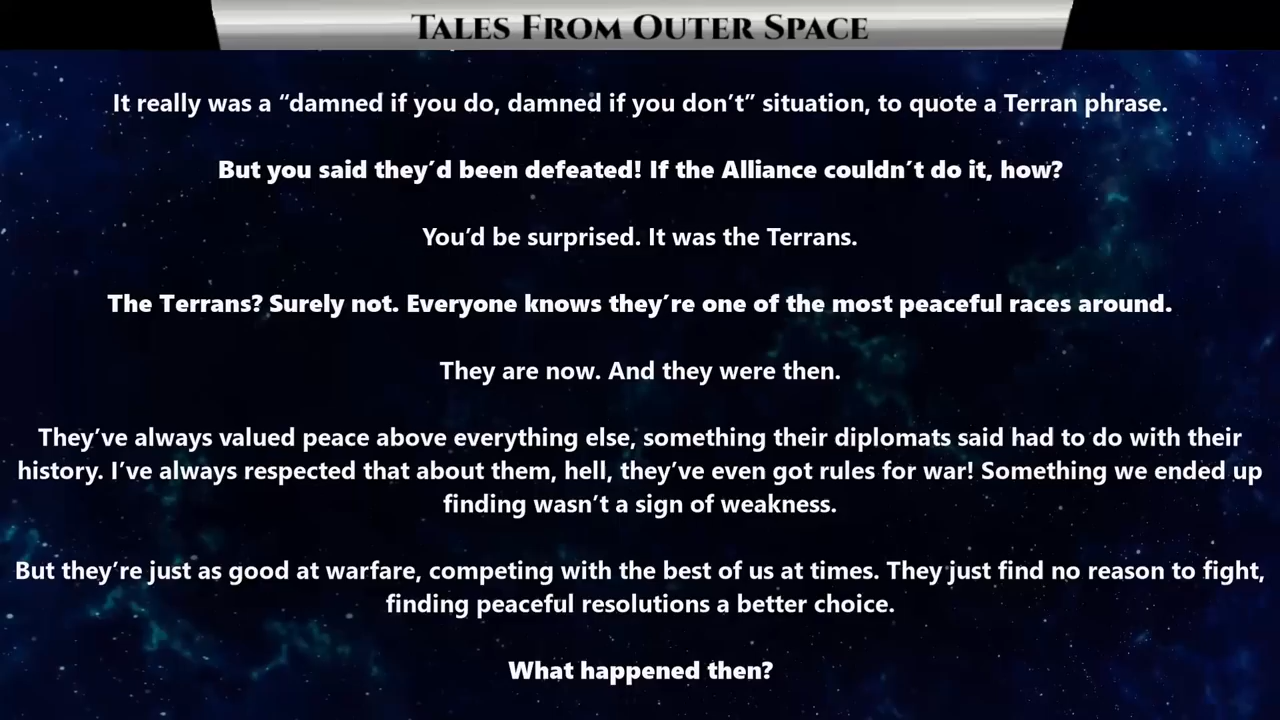 Tales From Outer Space
It really was a “damned if you do, damned if you don’t” situation, to quote a Terran phrase.
But you said they´d been defeated! If the Alliance couldn´t do it, how?
You’d be surprised. It was the Terrans.
The Terrans? Surely not. Everyone knows they´re one of the most peaceful races around.
They are now. And they were then.
They’ve always valued peace above everything else, something their diplomats said had to do with their
history. I’ve always respected that about them, hell, they’ve even got rules for war! Something we ended up
finding wasn’t a sign of weakness.
But they’re just as good at warfare, competing with the best of us at times. They just find no reason to fight,
finding peaceful resolutions a better choice.
What happened then?